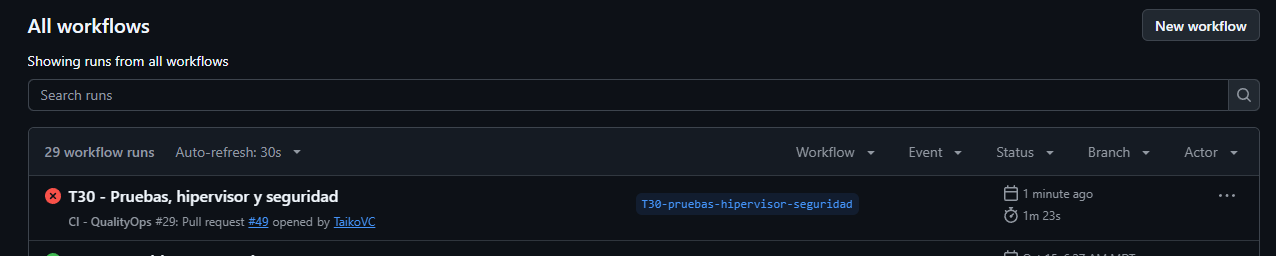 All workflows
New workflow
Showing runs from all workflows
Search runs
29 workflow runs Auto-refresh: 30s Workflow Event Status Branch Actor
T30 - Pruebas, hipervisor y seguridad T30-pruebas-hipervisor-seguridad 1 minute ago
CI - QualityOps #29: Pull request #49 opened by TaikoVC 1m 23s